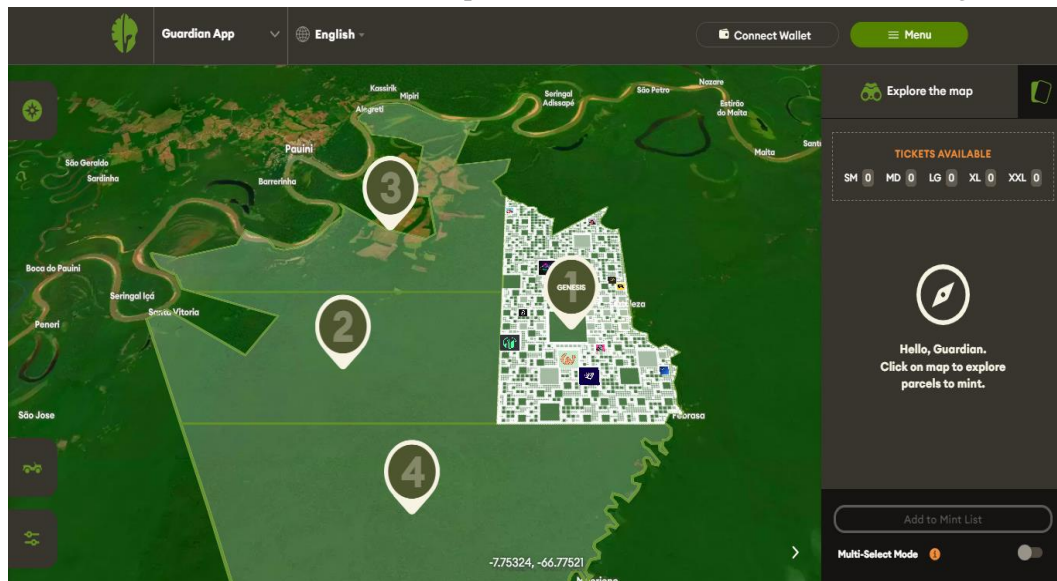 Guardian App
English
Connect Wallet
Menu
Explore the map
TICKETS AVAILABLE
SM 0 MD 0 LG 0 XL 0 XXL 0
Hello, Guardian.
Click on map to explore
parcels to mint.
Add to Mint List
Multi-Select Mode
Kassirik
Mipiri
Alegreti
Seringal
Adissapé
São Petro
Nazare
Estirão
do Malta
Malta
Pauini
São Geraldo
Sardinha
Barrerinha
3
GENESIS
1
Boca do Pauini
Seringal Içá
Santa Vitoria
2
Peneri
São Jose
4
-7.75324, -66.77521